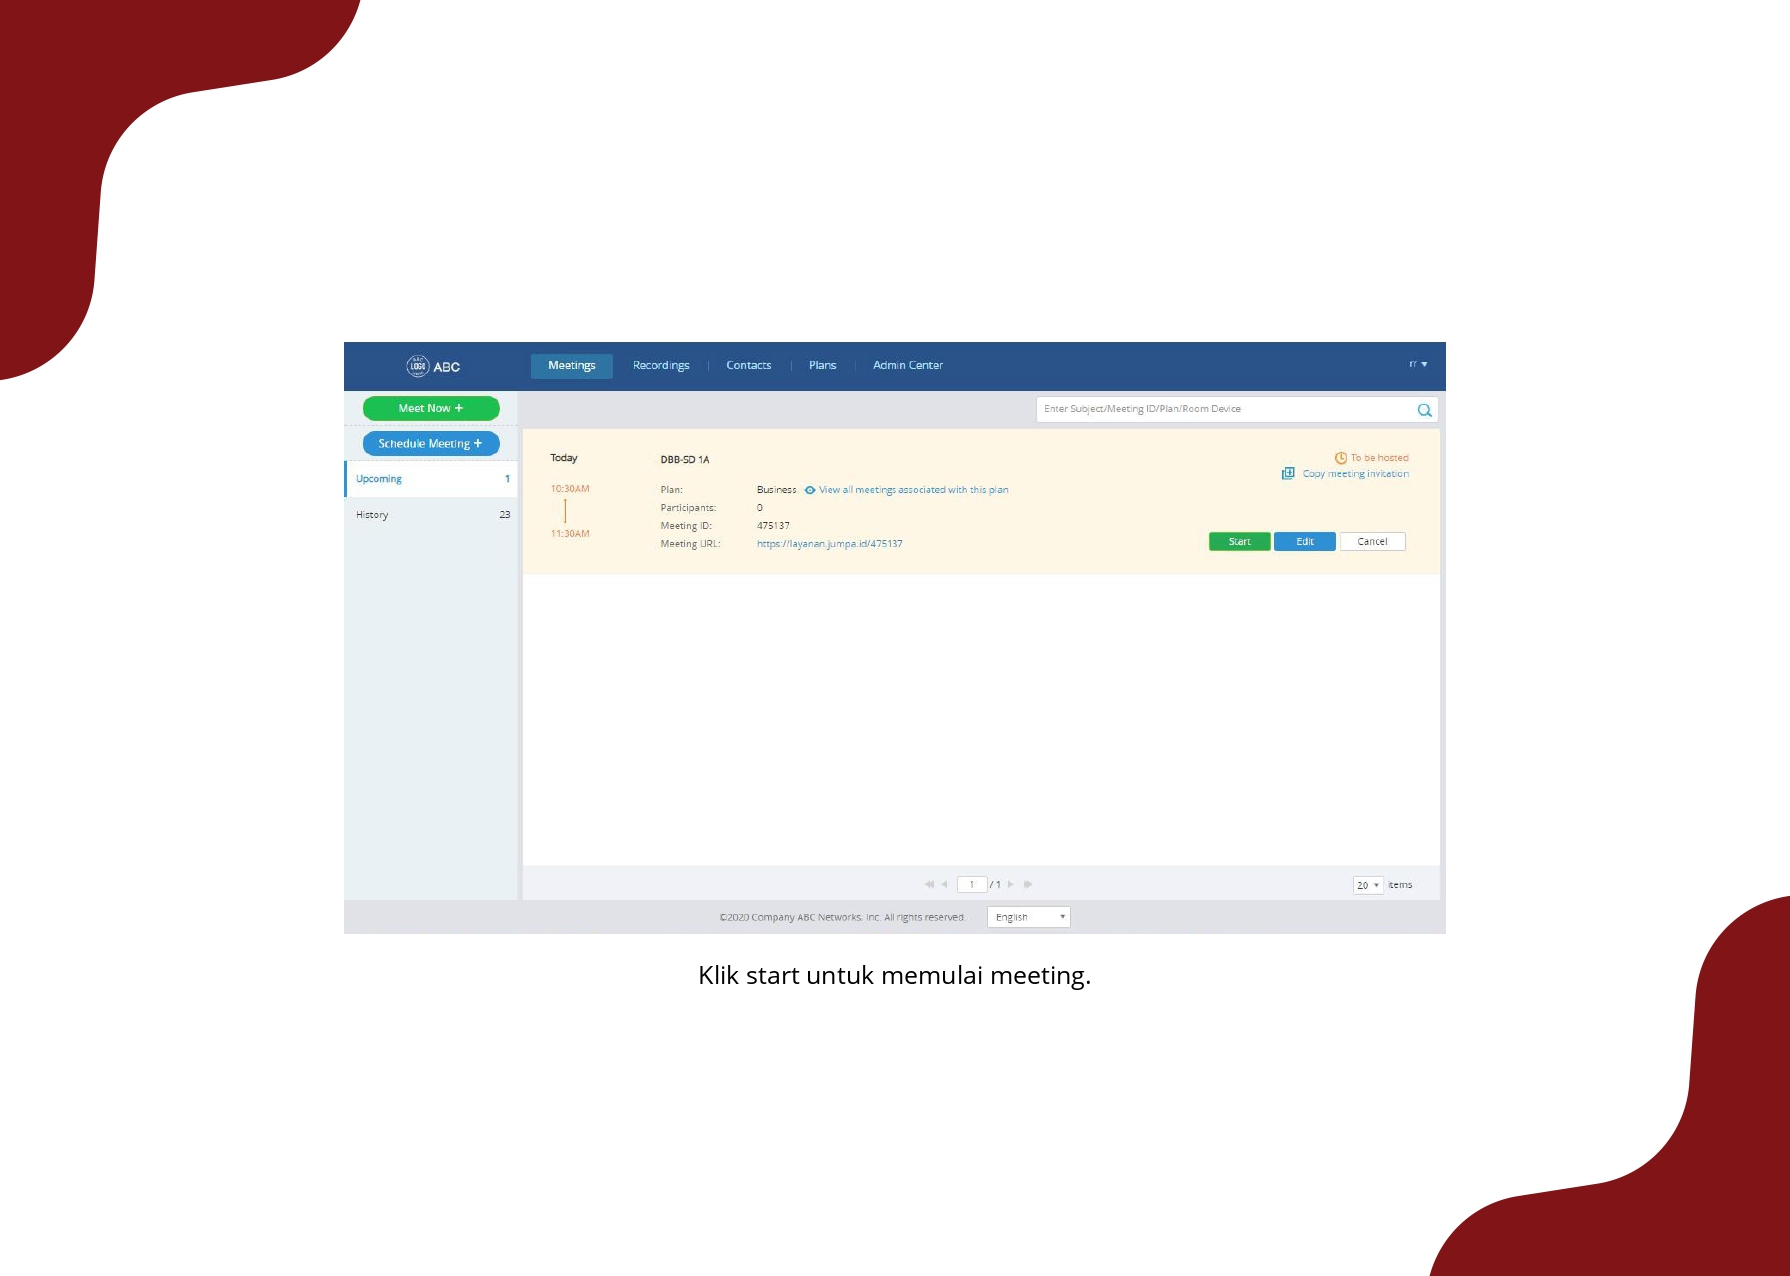 LOGO ABC Meetings Recordings Contacts Plans Admin Center rr
Meet Now +
Enter Subject/Meeting ID/Plan/Room Device
Schedule Meeting +
Upcoming 1
History 23
Today DBB-SD 1A To be hosted
Copy meeting invitation
10:30AM Plan: Business View all meetings associated with this plan
Participants: 0
Meeting ID: 475137
11:30AM Meeting URL: https://layanan.jumpa.id/475137
Start Edit Cancel
1 / 1 20 items
©2020 Company ABC Networks, Inc. All rights reserved. English
Klik start untuk memulai meeting.